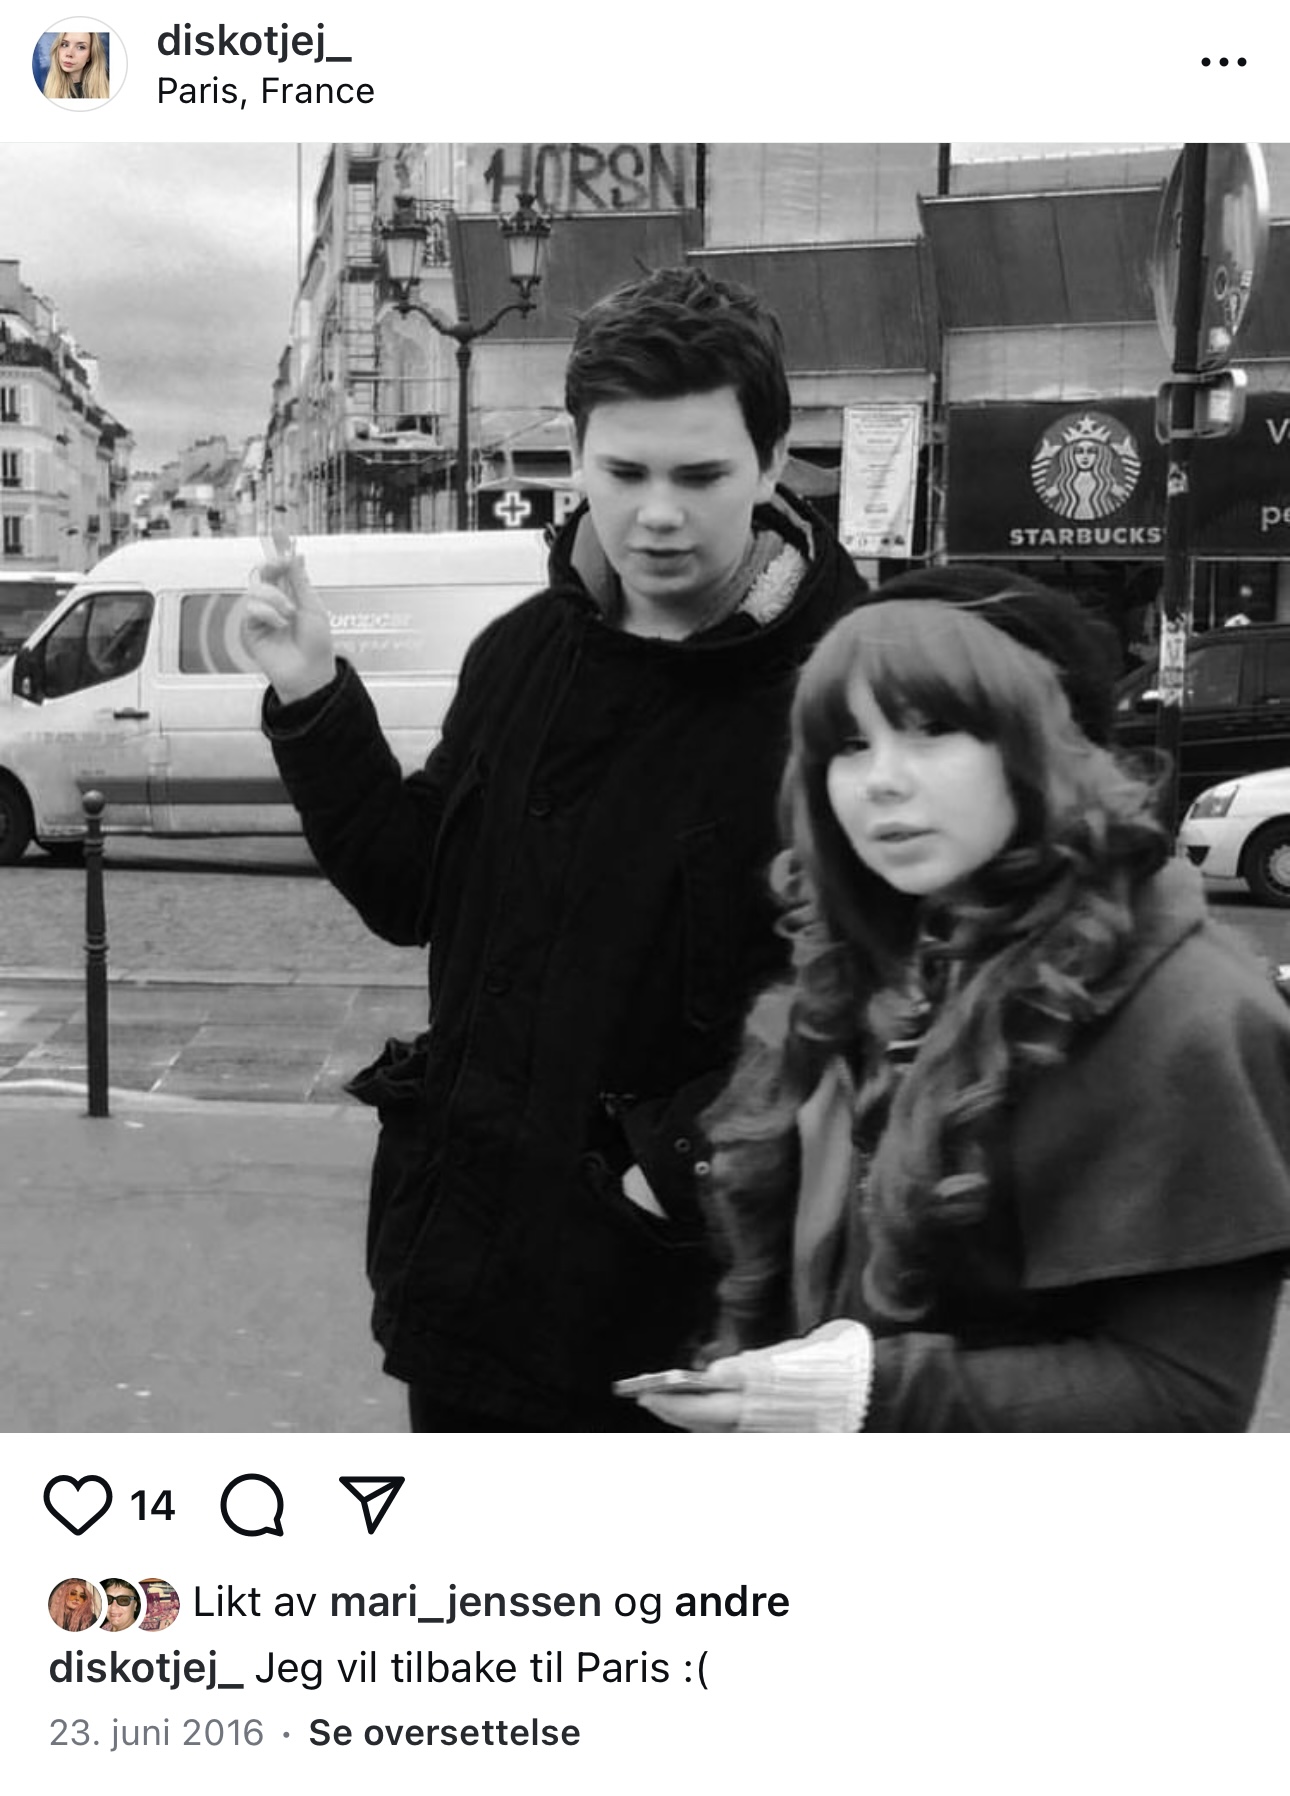 diskotjej_
Paris, France
HORSN
STARBUCKS
14
Likt av mari_jenssen og andre
diskotjej_ Jeg vil tilbake til Paris :(
23. juni 2016 · Se oversettelse